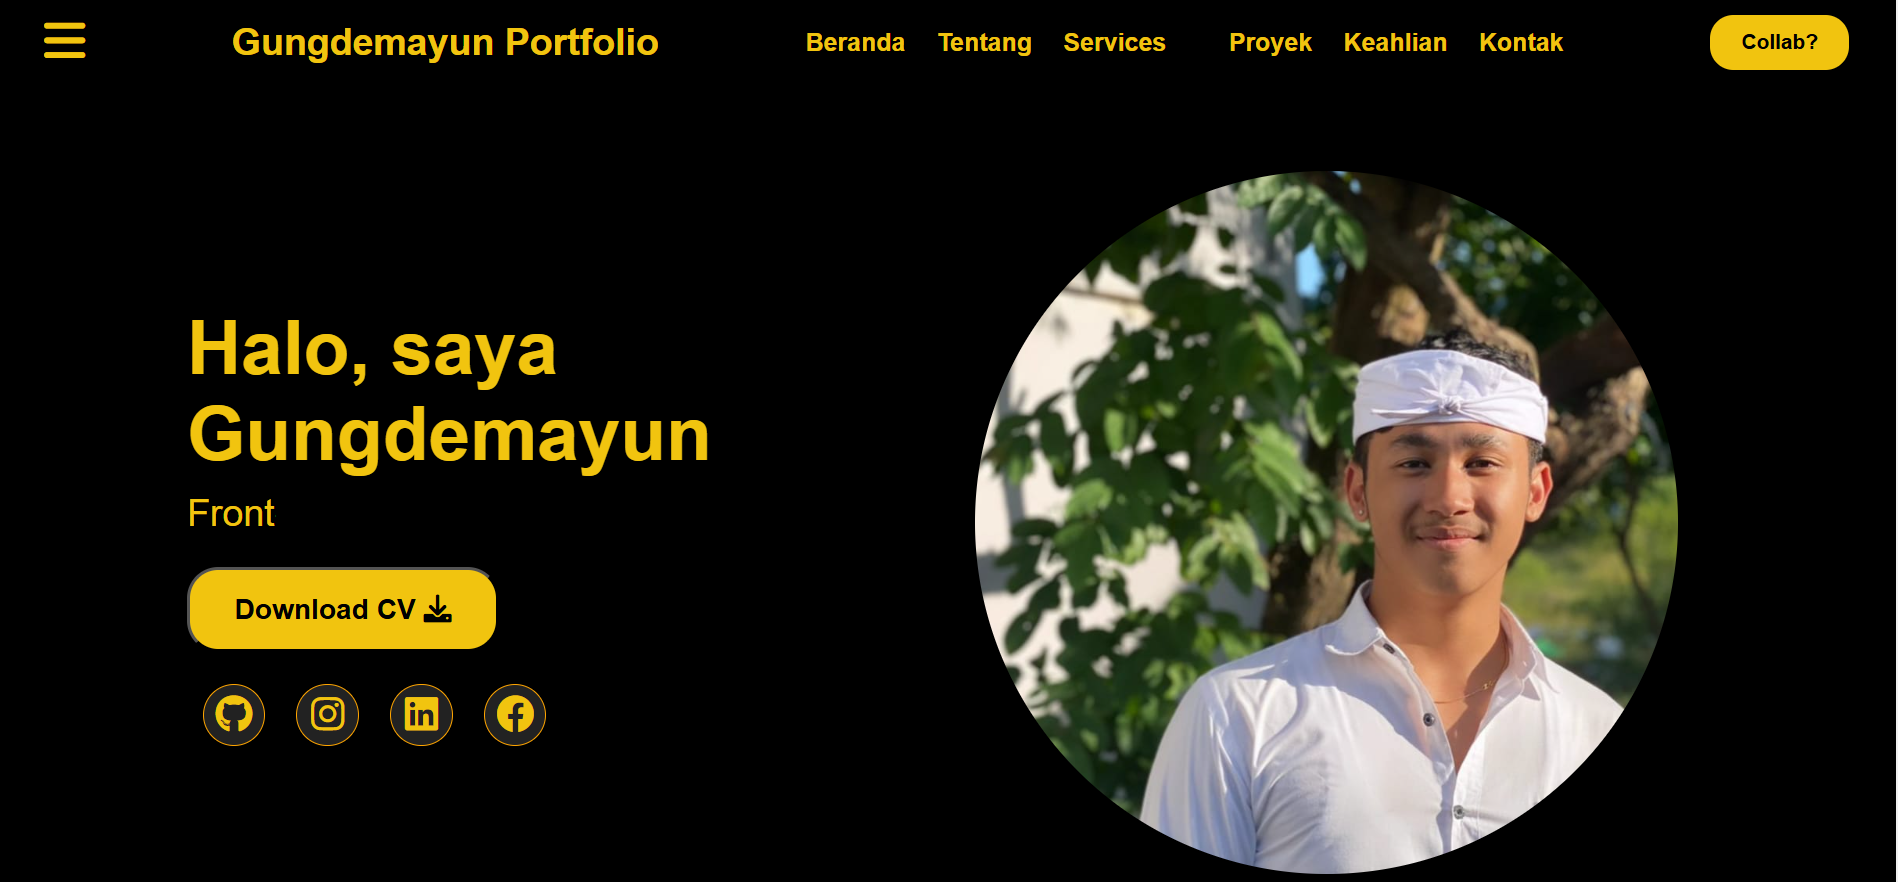 Gungdemayun Portfolio
Beranda Tentang Services Proyek Keahlian Kontak
Collab?
Halo, saya
Gungdemayun
Front
Download CV